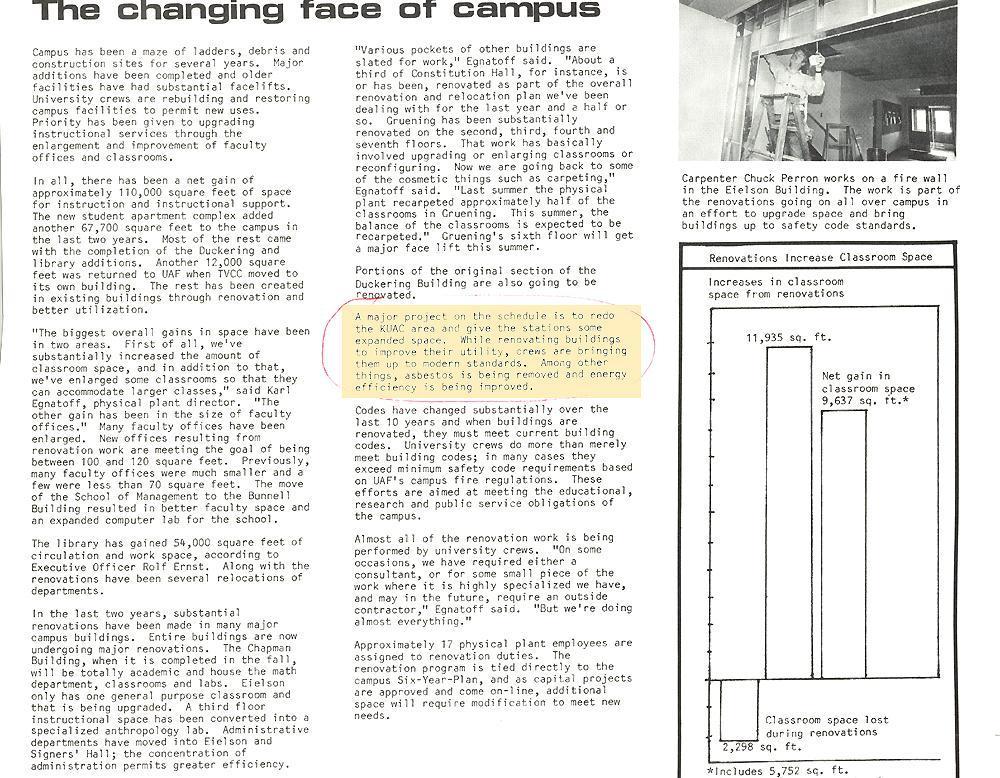 The changing face of campus
Campus has been a maze of ladders, debris and
construction sites for several years.  Major
additions have been completed and older
facilities have had substantial facelifts.
University crews are rebuilding and restoring
campus facilities to permit new uses.
Priority has been given to upgrading
instructional services through the
enlargement and improvement of faculty
offices and classrooms.
In all, there has been a net gain of
approximately 110,000 square feet of space
for instruction and instructional support.
The new student apartment complex added
another 67,700 square feet to the campus in
the last two years.  Most of the rest came
with the completion of the Duckering and
library additions.  Another 12,000 square
feet was returned to UAF when TVCC moved to
its own building.  The rest has been created
in existing buildings through renovation and
better utilization.
"The biggest overall gains in space have been
in two areas.  First of all, we've
substantially increased the amount of
classroom space, and in addition to that,
we've enlarged some classrooms so that they
can accommodate larger classes," said Karl
Egnatoff, physical plant director.  "The
other gain has been in the size of faculty
offices."  Many faculty offices have been
enlarged.  New offices resulting from
renovation work are meeting the goal of being
between 100 and 120 square feet.  Previously,
many faculty offices were much smaller and a
few were less than 70 square feet.  The move
of the School of Management to the Bunnell
Building resulted in better faculty space and
an expanded computer lab for the school.
The library has gained 54,000 square feet of
circulation and work space, according to
Executive Officer Rolf Ernst.  Along with the
renovations have been several relocations of
departments.
In the last two years, substantial
renovations have been made in many major
campus buildings.  Entire buildings are now
undergoing major renovations.  The Chapman
Building, when it is completed in the fall,
will be totally academic and house the math
department, classrooms and labs.  Eielson
only has one general purpose classroom and
that is being upgraded.  A third floor
instructional space has been converted into a
specialized anthropology lab.  Administrative
departments have moved into Eielson and
Signers' Hall; the concentration of
administration permits greater efficiency.
"Various pockets of other buildings are
slated for work," Egnatoff said.  "About a
third of Constitution Hall, for instance, is
or has been, renovated as part of the overall
renovation and relocation plan we've been
dealing with for the last year and a half or
so.  Gruening has been substantially
renovated on the second, third, fourth and
seventh floors.  That work has basically
involved upgrading or enlarging classrooms or
reconfiguring.  Now we are going back to some
of the cosmetic things such as carpeting,"
Egnatoff said.  "Last summer the physical
plant recarpeted approximately half of the
classrooms in Gruening.  This summer, the
balance of the classrooms is expected to be
recarpeted."  Gruening's sixth floor will get
a major face lift this summer.
Portions of the original section of the
Duckering Building are also going to be
renovated.
A major project on the schedule is to redo
the KUAC area and give the stations some
expanded space.  While renovating buildings
to improve their utility, crews are bringing
them up to modern standards.  Among other
things, asbestos is being removed and energy
efficiency is being improved.
Codes have changed substantially over the
last 10 years and when buildings are
renovated, they must meet current building
codes.  University crews do more than merely
meet building codes; in many cases they
exceed minimum safety code requirements based
on UAF's campus fire regulations.  These
efforts are aimed at meeting the educational,
research and public service obligations of
the campus.
Almost all of the renovation work is being
performed by university crews.  "On some
occasions, we have required either a
consultant, or for some small piece of the
work where it is highly specialized we have,
and may in the future, require an outside
contractor," Egnatoff said.  "But we're doing
almost everything."
Approximately 17 physical plant employees are
assigned to renovation duties.  The
renovation program is tied directly to the
campus Six-Year-Plan, and as capital projects
are approved and come on-line, additional
space will require modification to meet new
needs.
Carpenter Chuck Perron works on a fire wall
in the Eielson Building.  The work is part of
the renovations going on all over campus in
an effort to upgrade space and bring
buildings up to safety code standards.
Renovations Increase Classroom Space
Increases in classroom
space from renovations
11,935 sq. ft.
Net gain in
classroom space
9,637 sq. ft.*
Classroom space lost
during renovations
2,298 sq. ft.
*Includes 5,752 sq. ft.